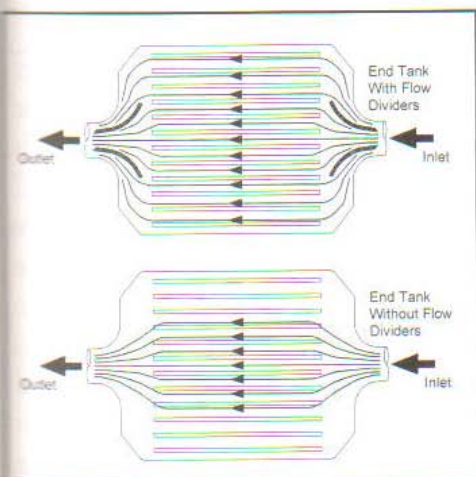 End Tank
With Flow
Dividers
Outlet
Inlet
End Tank
Without Flow
Dividers
Outlet
Inlet